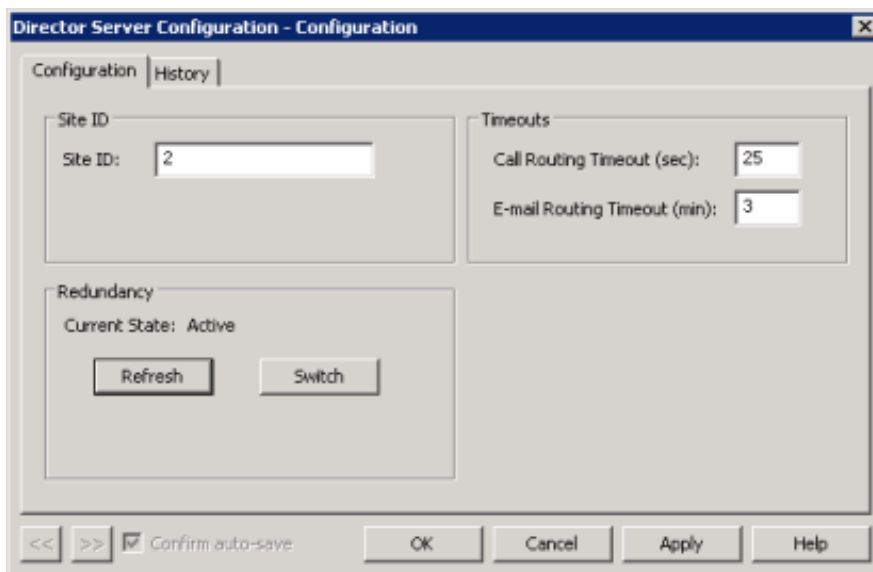 Director Server Configuration - Configuration
Configuration
History
Site ID
Site ID:
2
Timeouts
Call Routing Timeout (sec):
25
E-mail Routing Timeout (min):
3
Redundancy
Current State: Active
Refresh
Switch
<<
>>
Confirm auto-save
OK
Cancel
Apply
Help